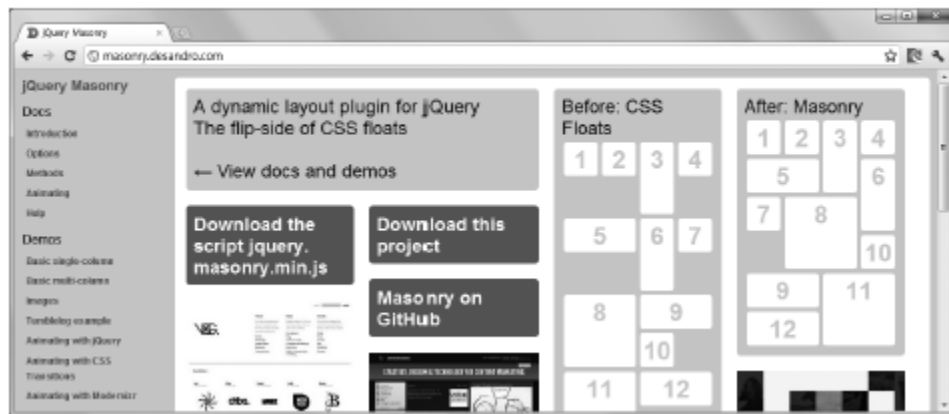 jQuery Masonry
masonry.desandro.com
jQuery Masonry
Docs
Introduction
Options
Methods
Animating
Help
Demos
Basic single-column
Basic multi-column
Images
Tumblelog example
Animating with jQuery
Animating with CSS
Transitions
Animating with Modernizr
A dynamic layout plugin for jQuery
The flip-side of CSS floats
← View docs and demos
Download the
script jquery.
masonry.min.js
Download this
project
Masonry on
GitHub
Before: CSS
Floats
1 2 3 4
5 6 7
8 9
10
11 12
After: Masonry
1 2 3 4
5 6
7 8
10
9 11
12